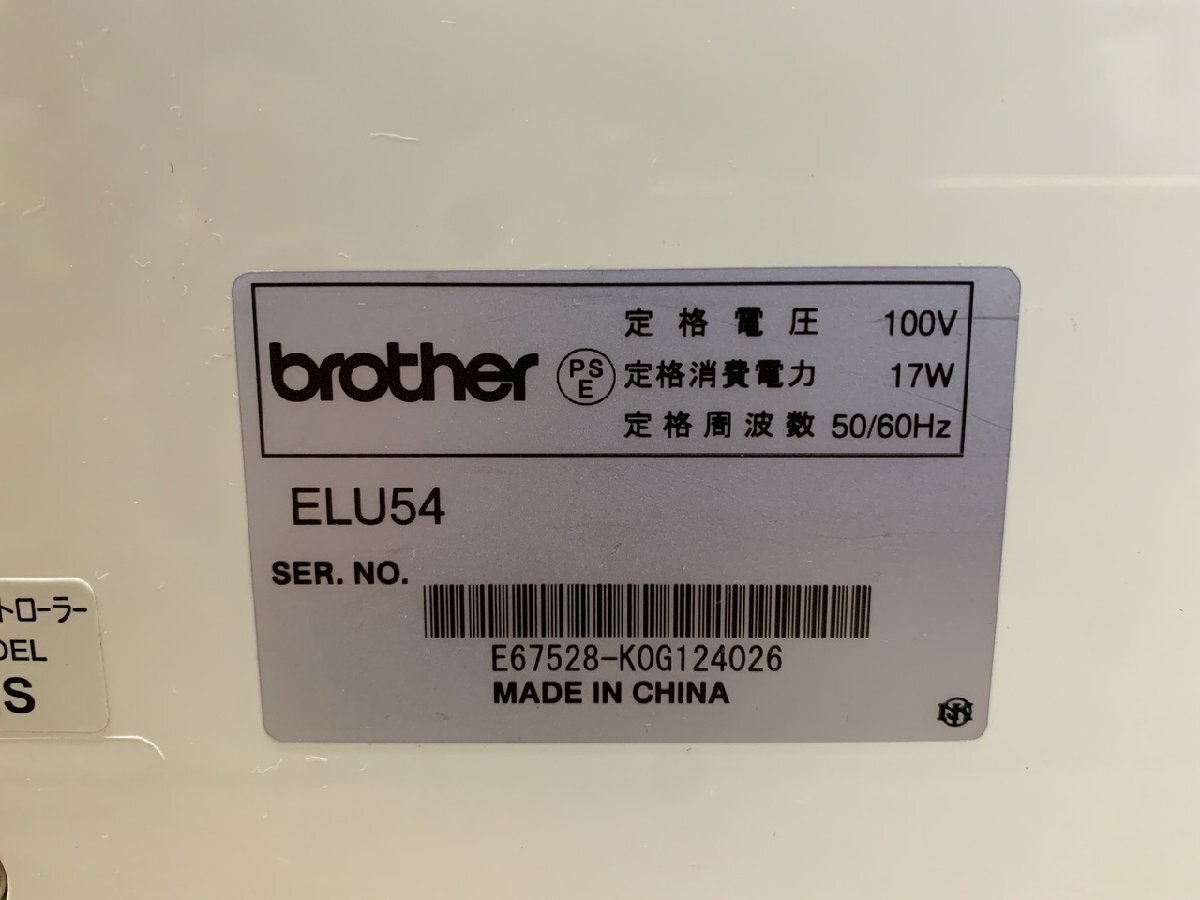 brother
PS
E
定格電圧 100V
定格消費電力 17W
定格周波数 50/60Hz
ELU54
SER. NO.
E67528-K0G124026
MADE IN CHINA
トローラー
DEL
S